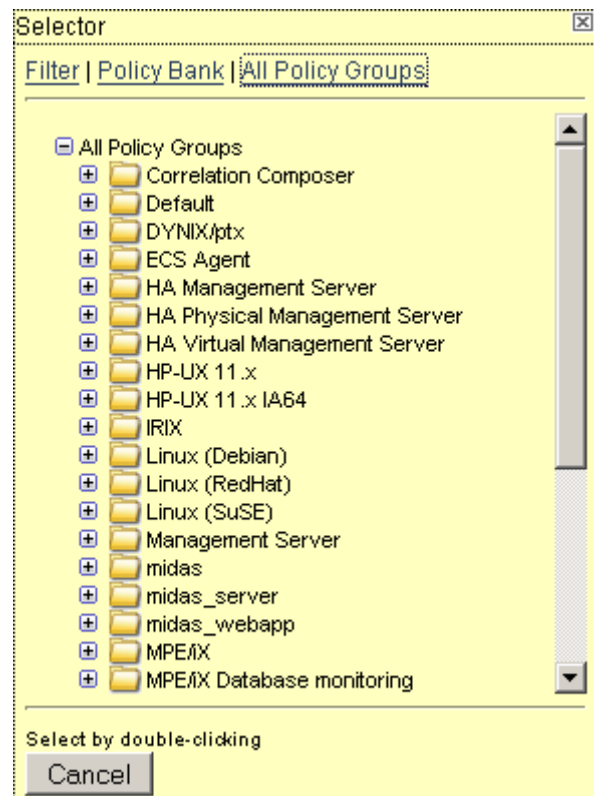 Selector
Filter | Policy Bank | All Policy Groups
All Policy Groups
Correlation Composer
Default
DYNIX/ptx
ECS Agent
HA Management Server
HA Physical Management Server
HA Virtual Management Server
HP-UX 11.x
HP-UX 11.x IA64
IRIX
Linux (Debian)
Linux (RedHat)
Linux (SuSE)
Management Server
midas
midas_server
midas_webapp
MPE/iX
MPE/iX Database monitoring
Select by double-clicking
Cancel